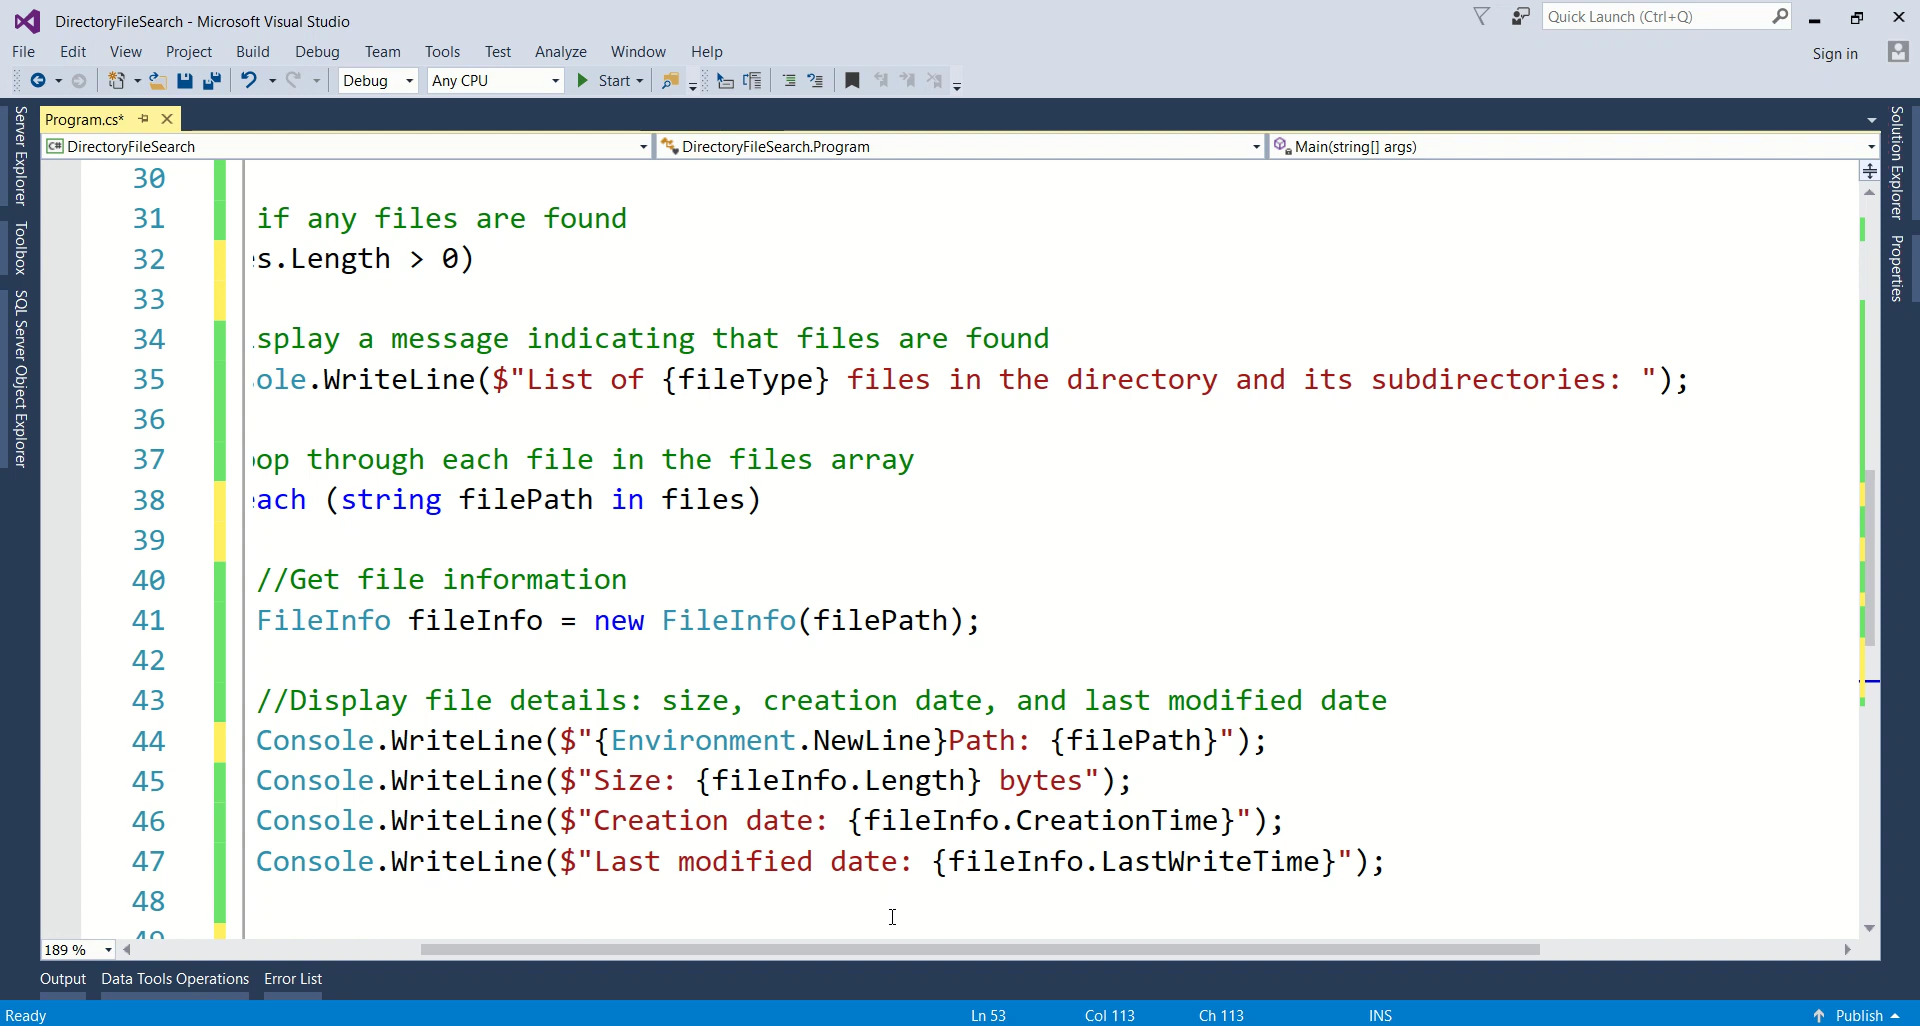 DirectoryFileSearch - Microsoft Visual Studio
Quick Launch (Ctrl+Q)
File Edit View Project Build Debug Team Tools Test Analyze Window Help
Sign in
Debug Any CPU Start
Program.cs*
DirectoryFileSearch DirectoryFileSearch.Program Main(string[] args)
Server Explorer
Toolbox
SQL Server Object Explorer
Solution Explorer
Properties
30
31 if any files are found
32 s.Length > 0)
33
34 splay a message indicating that files are found
35 ole.WriteLine($"List of {fileType} files in the directory and its subdirectories: ");
36
37 op through each file in the files array
38 ach (string filePath in files)
39
40 //Get file information
41 FileInfo fileInfo = new FileInfo(filePath);
42
43 //Display file details: size, creation date, and last modified date
44 Console.WriteLine($"{Environment.NewLine}Path: {filePath}");
45 Console.WriteLine($"Size: {fileInfo.Length} bytes");
46 Console.WriteLine($"Creation date: {fileInfo.CreationTime}");
47 Console.WriteLine($"Last modified date: {fileInfo.LastWriteTime}");
48
49
189 %
Output Data Tools Operations Error List
Ready Ln 53 Col 113 Ch 113 INS Publish